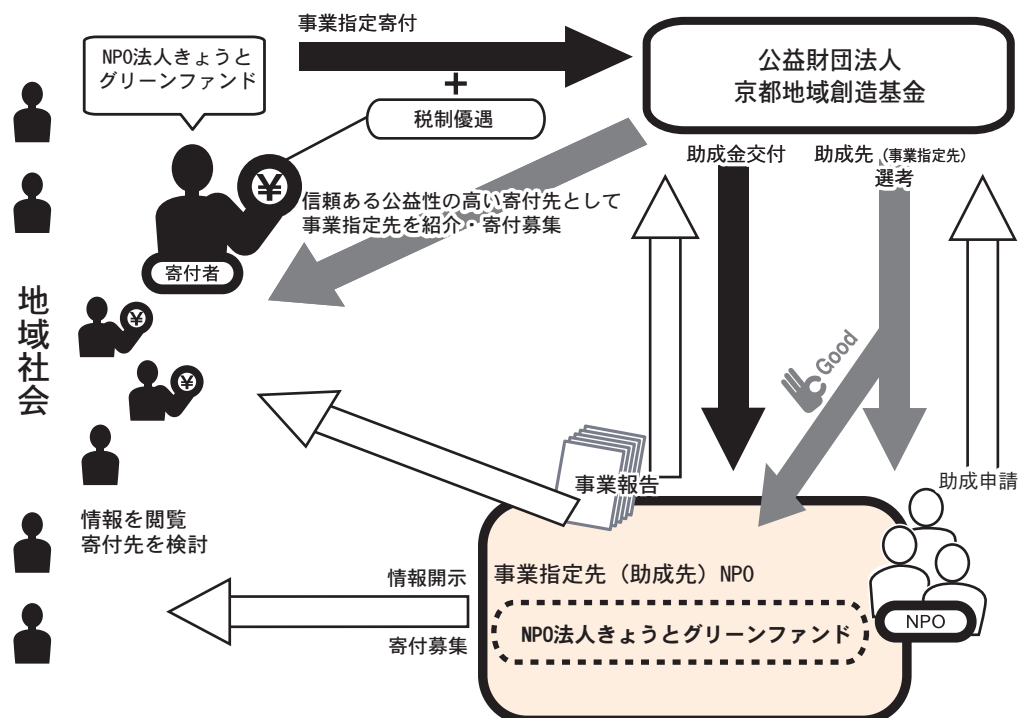 事業指定寄付
NPO法人きょうと
グリーンファンド
公益財団法人
京都地域創造基金
+
税制優遇
助成金交付
助成先（事業指定先）
選考
¥
信頼ある公益性の高い寄付先として
事業指定先を紹介・寄付募集
寄付者
地域社会
¥
¥
Good
事業報告
助成申請
情報を閲覧
寄付先を検討
情報開示
寄付募集
事業指定先（助成先）NPO
NPO法人きょうとグリーンファンド
NPO